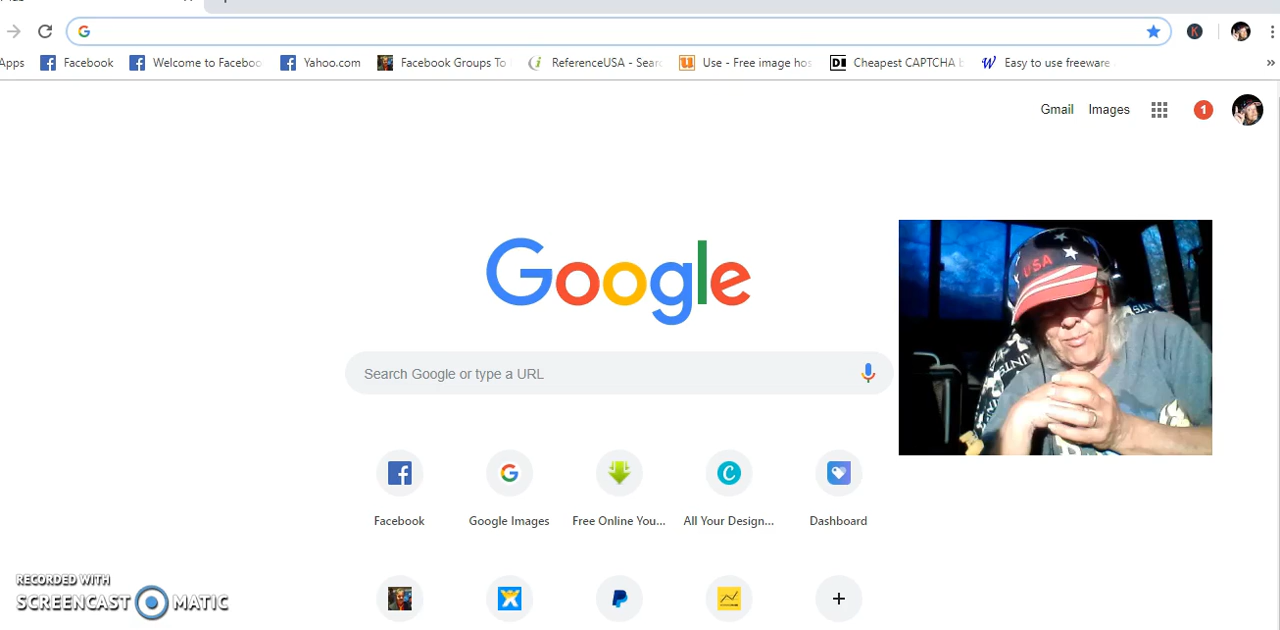 Apps Facebook Welcome to Faceboo Yahoo.com Facebook Groups To ReferenceUSA - Sear Use - Free image hos Cheapest CAPTCHA b Easy to use freeware »
Gmail Images 1
USA
Google
Search Google or type a URL
Facebook Google Images Free Online You... All Your Design... Dashboard
RECORDED WITH
SCREENCAST MATIC